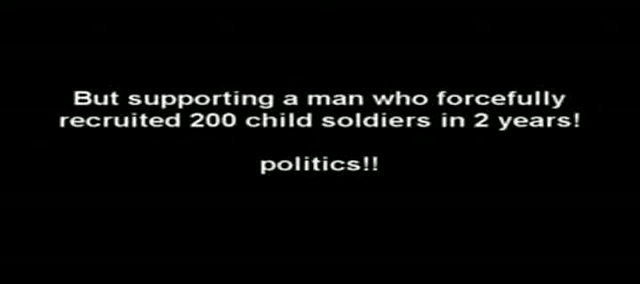 But supporting a man who forcefully
recruited 200 child soldiers in 2 years!
politics!!